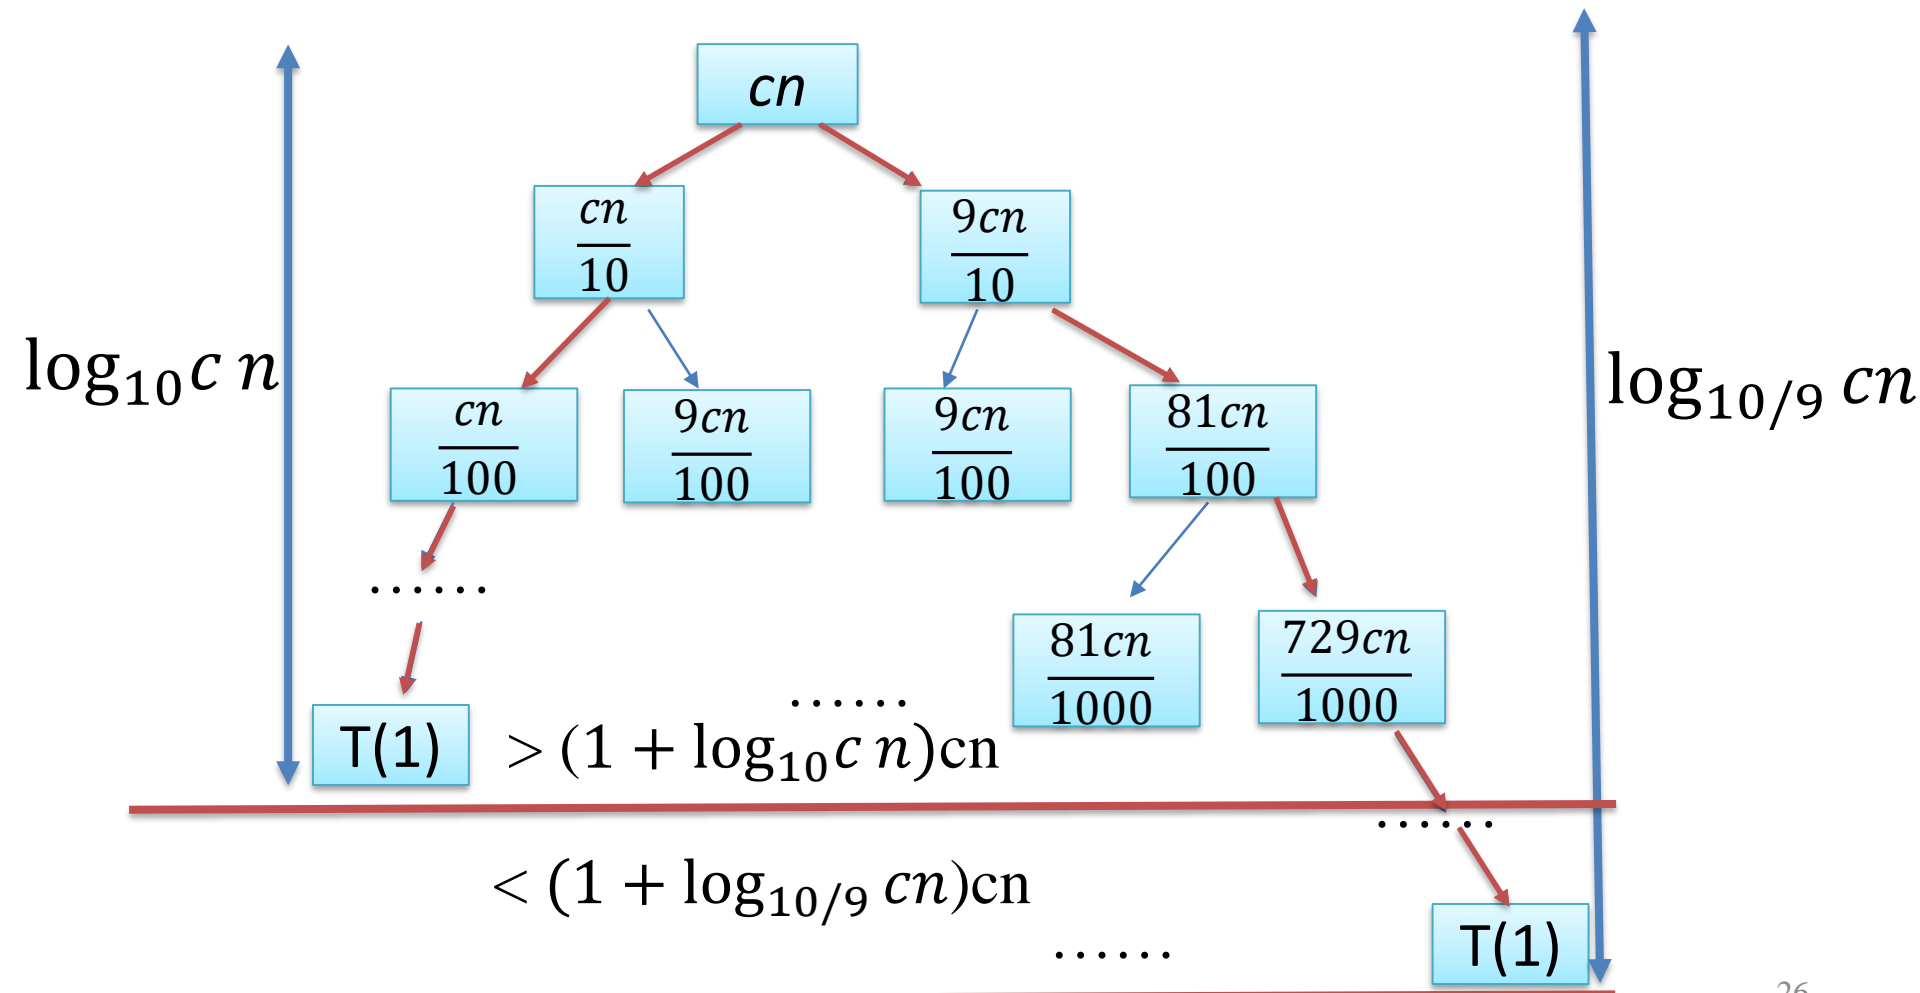 cn
cn/10
9cn/10
log₁₀c n
log₁₀/₉ cn
cn/100
9cn/100
9cn/100
81cn/100
······
81cn/1000
729cn/1000
······
T(1)
> (1 + log₁₀c n)cn
······
< (1 + log₁₀/₉ cn)cn
······
T(1)
26